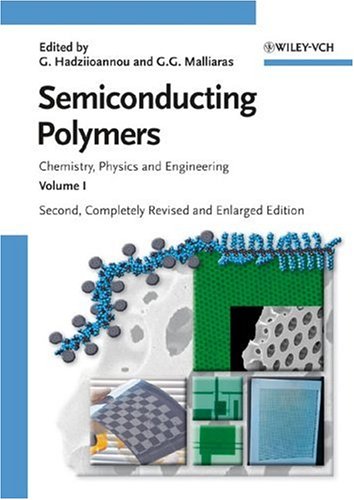 Edited by
G. Hadziioannou and G.G. Malliaras
WILEY-VCH
Semiconducting
Polymers
Chemistry, Physics and Engineering
Volume I
Second, Completely Revised and Enlarged Edition